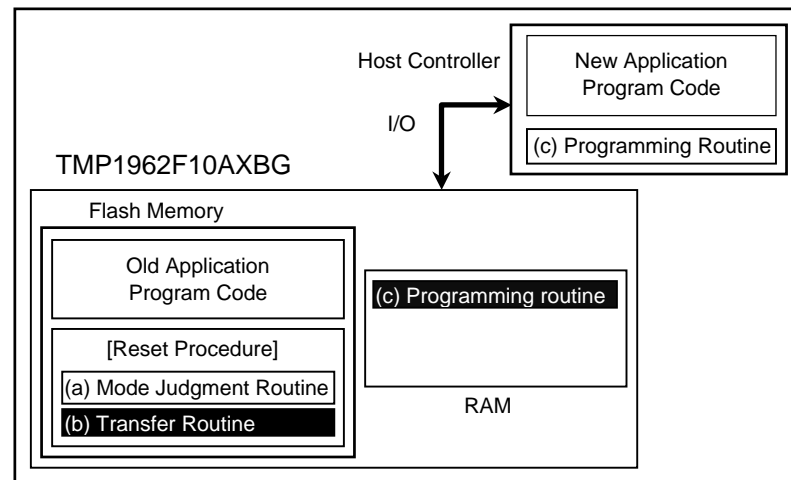 Host Controller
New Application
Program Code
I/O
(c) Programming Routine
TMP1962F10AXBG
Flash Memory
Old Application
Program Code
(c) Programming routine
[Reset Procedure]
(a) Mode Judgment Routine
(b) Transfer Routine
RAM